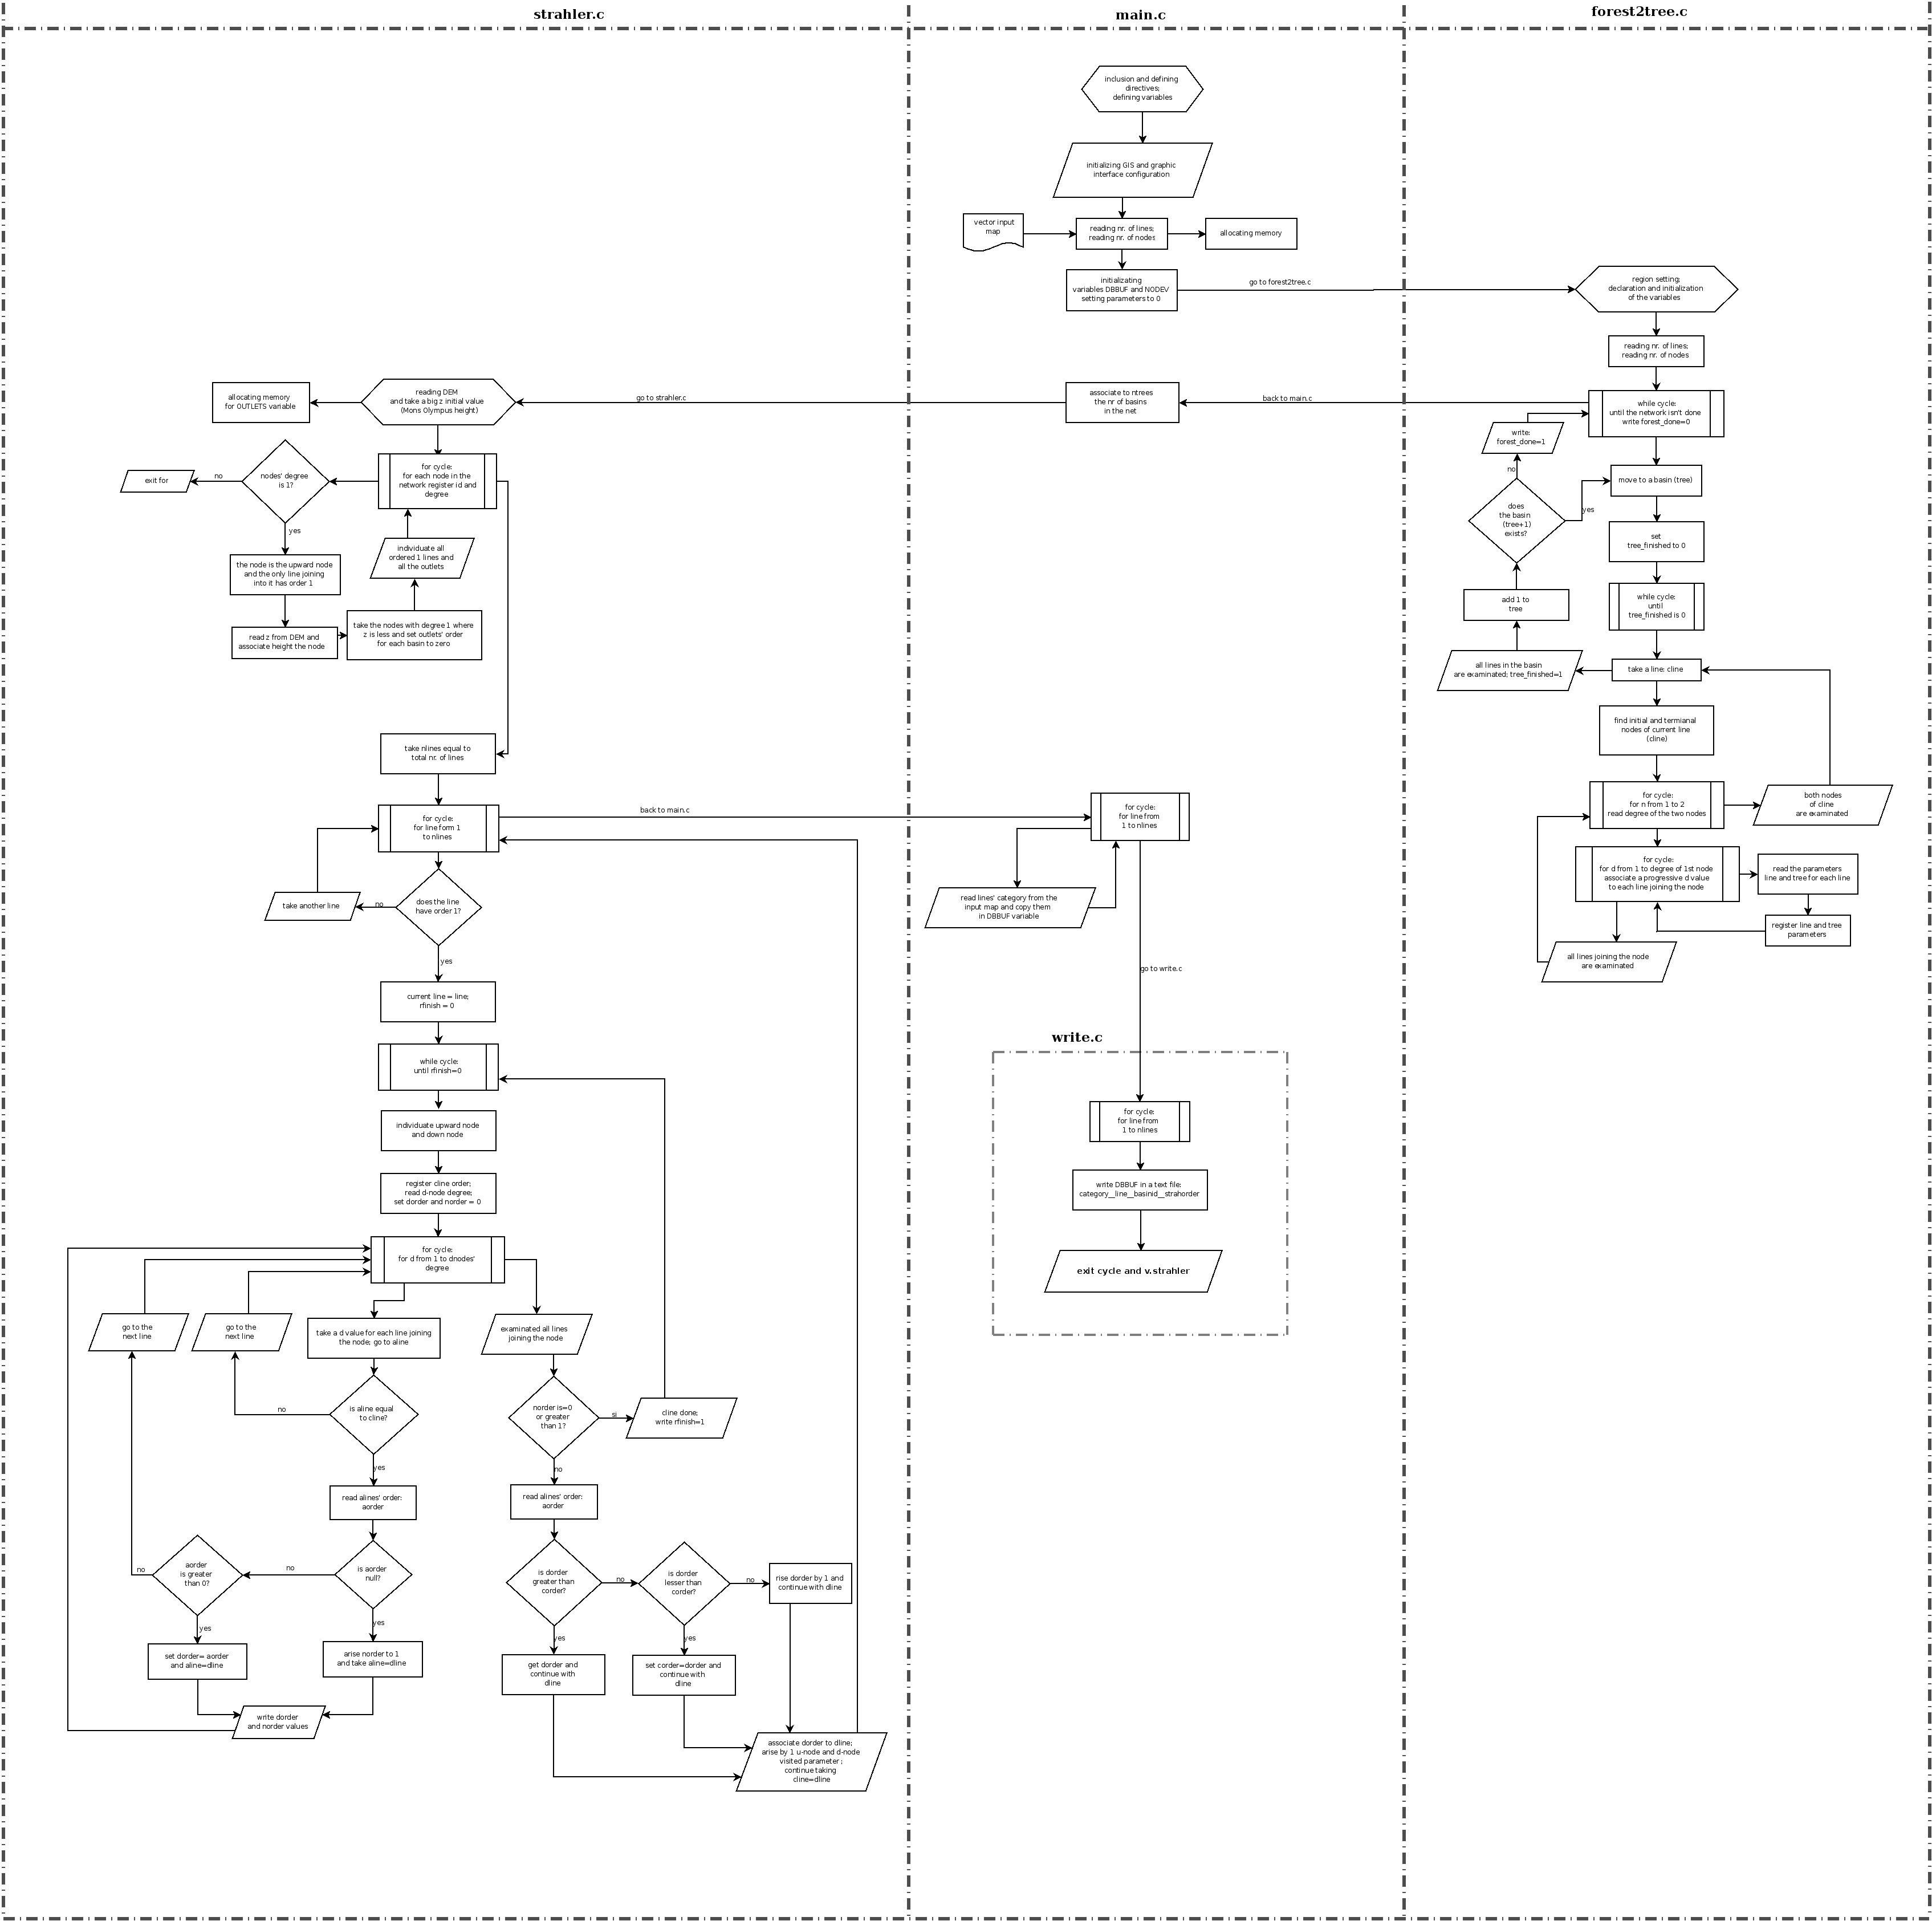 strahler.c
main.c
forest2tree.c
inclusion and defining
directives;
defining variables
initializing GIS and graphic
interface configuration
vector input
map
reading nr. of lines;
reading nr. of nodes
allocating memory
initializating
variables DBBUF and NODEV
setting parameters to 0
go to forest2tree.c
region setting;
declaration and initialization
of the variables
reading nr. of lines;
reading nr. of nodes
while cycle:
until the network isn't done
write forest_done=0
back to main.c
associate to ntrees
the nr of basins
in the net
go to strahler.c
reading DEM
and take a big z initial value
(Mons Olympus height)
allocating memory
for OUTLETS variable
write:
forest_done=1
no
does
the basin
(tree+1)
exists?
yes
move to a basin (tree)
set
tree_finished to 0
add 1 to
tree
while cycle:
until
tree_finished is 0
all lines in the basin
are examinated; tree_finished=1
take a line: cline
find initial and termianal
nodes of current line
(cline)
for cycle:
for n from 1 to 2
read degree of the two nodes
both nodes
of cline
are examinated
for cycle:
for d from 1 to degree of 1st node
associate a progressive d value
to each line joining the node
read the parameters
line and tree for each line
register line and tree
parameters
all lines joining the node
are examinated
for cycle:
for each node in the
network register id and
degree
nodes' degree
is 1?
no
exit for
yes
the node is the upward node
and the only line joining
into it has order 1
individuate all
ordered 1 lines and
all the outlets
read z from DEM and
associate height the node
take the nodes with degree 1 where
z is less and set outlets' order
for each basin to zero
take nlines equal to
total nr. of lines
for cycle:
for line form 1
to nlines
back to main.c
for cycle:
for line from
1 to nlines
read lines' category from the
input map and copy them
in DBBUF variable
go to write.c
write.c
for cycle:
for line from
1 to nlines
write DBBUF in a text file:
category__line__basinid__strahorder
exit cycle and v.strahler
does the line
have order 1?
no
take another line
yes
current line = line;
rfinish = 0
while cycle:
until rfinish=0
individuate upward node
and down node
register cline order;
read d-node degree;
set dorder and norder = 0
for cycle:
for d from 1 to dnodes'
degree
go to the
next line
go to the
next line
take a d value for each line joining
the node; go to aline
examinated all lines
joining the node
is aline equal
to cline?
no
yes
norder is=0
or greater
than 1?
si
cline done;
write rfinish=1
no
read alines' order:
aorder
read alines' order:
aorder
aorder
is greater
than 0?
no
no
is aorder
null?
yes
yes
is dorder
greater than
corder?
no
is dorder
lesser than
corder?
no
rise dorder by 1 and
continue with dline
yes
yes
set dorder= aorder
and aline=dline
arise norder to 1
and take aline=dline
get dorder and
continue with
dline
set corder=dorder and
continue with
dline
write dorder
and norder values
associate dorder to dline;
arise by 1 u-node and d-node
visited parameter ;
continue taking
cline=dline